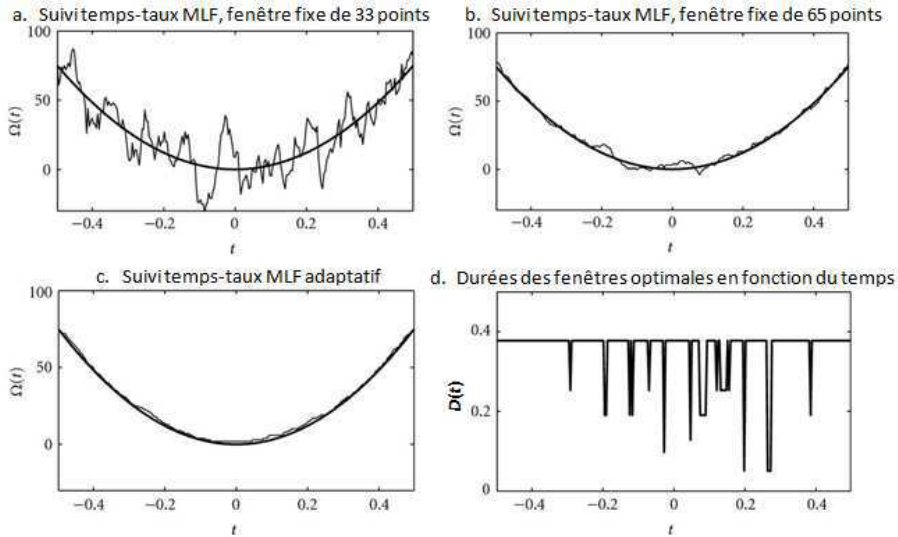 a. Suivi temps-taux MLF, fenêtre fixe de 33 points
100
50
0
Ω(t)
−0.4 −0.2 0 0.2 0.4
t
b. Suivi temps-taux MLF, fenêtre fixe de 65 points
100
50
0
Ω(t)
−0.4 −0.2 0 0.2 0.4
t
c. Suivi temps-taux MLF adaptatif
100
50
0
Ω(t)
−0.4 −0.2 0 0.2 0.4
t
d. Durées des fenêtres optimales en fonction du temps
0.4
0.2
0
D(t)
−0.4 −0.2 0 0.2 0.4
t